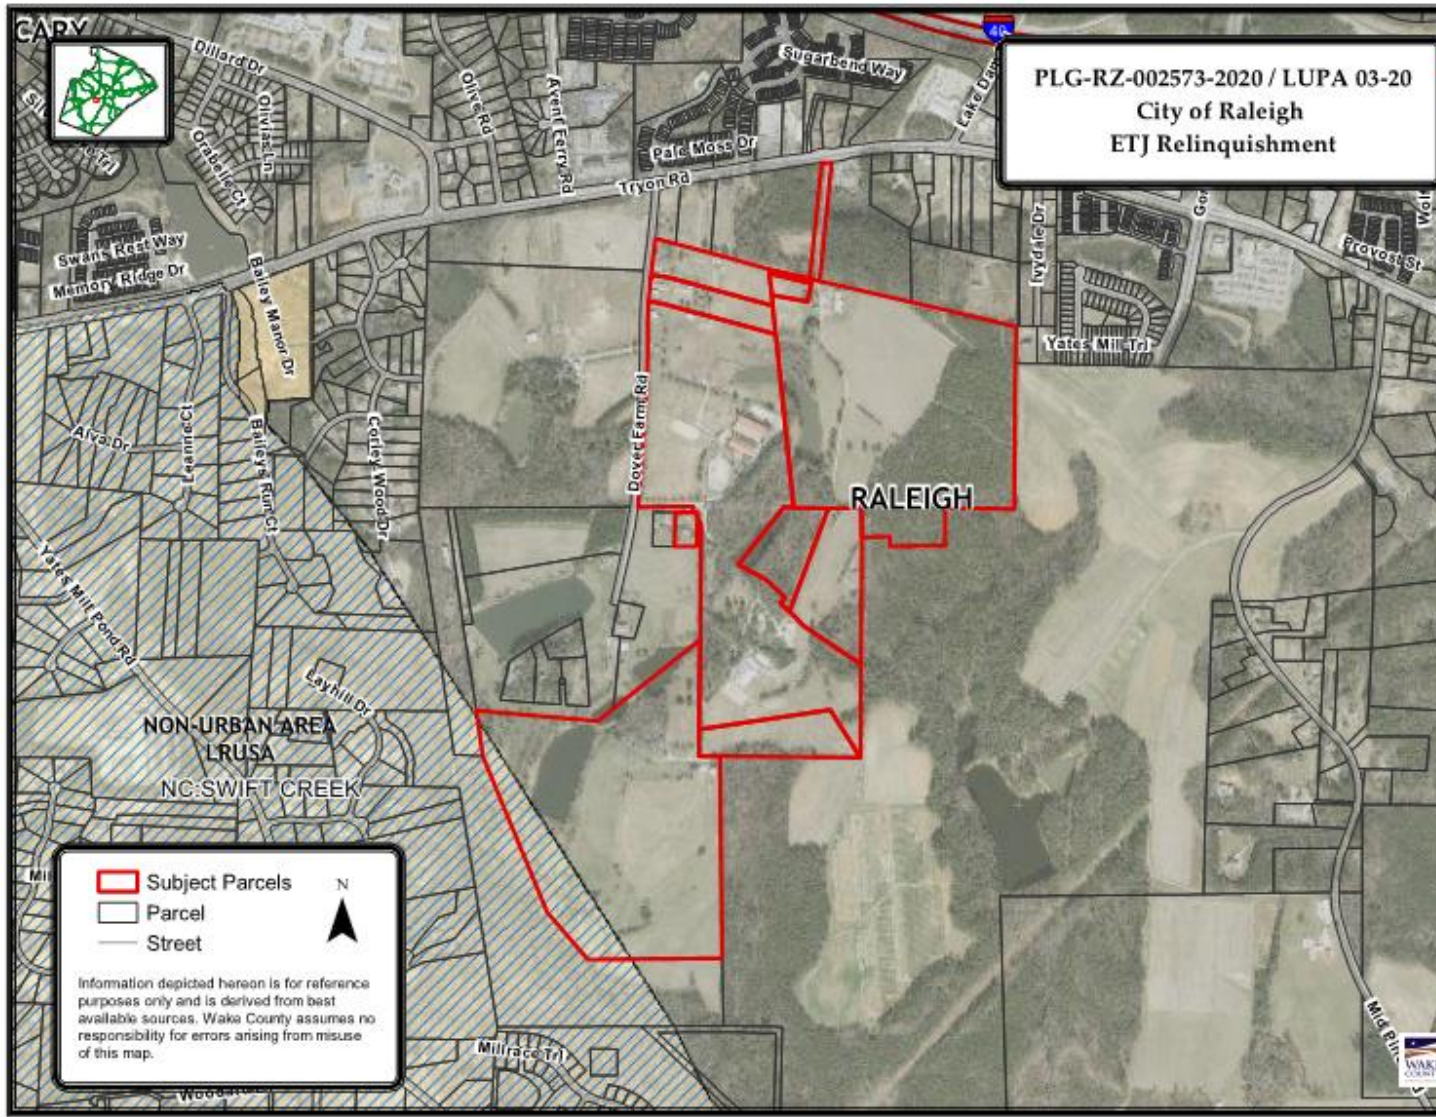 CARY
Dillard Dr
Olivias Ln
Orabelle Ct
Olive Rd
Avent Ferry Rd
Sugarbend Way
Pale Moss Dr
Tryon Rd
40
PLG-RZ-002573-2020 / LUPA 03-20
City of Raleigh
ETJ Relinquishment
Swans Rest Way
Memory Ridge Dr
Bailey Manor Dr
Ivydale Dr
Provost St
Yates Mill Trl
Alva Dr
Leanne Ct
Baileys Run Ct
Corley Wood Dr
Dover Farm Rd
RALEIGH
Yates Mill Pond Rd
Layhill Dr
NON-URBAN AREA
LRUSA
NC:SWIFT CREEK
Subject Parcels
Parcel
Street
N
Information depicted hereon is for reference
purposes only and is derived from best
available sources. Wake County assumes no
responsibility for errors arising from misuse
of this map.
Millrace Trl
WAKE
COUNTY